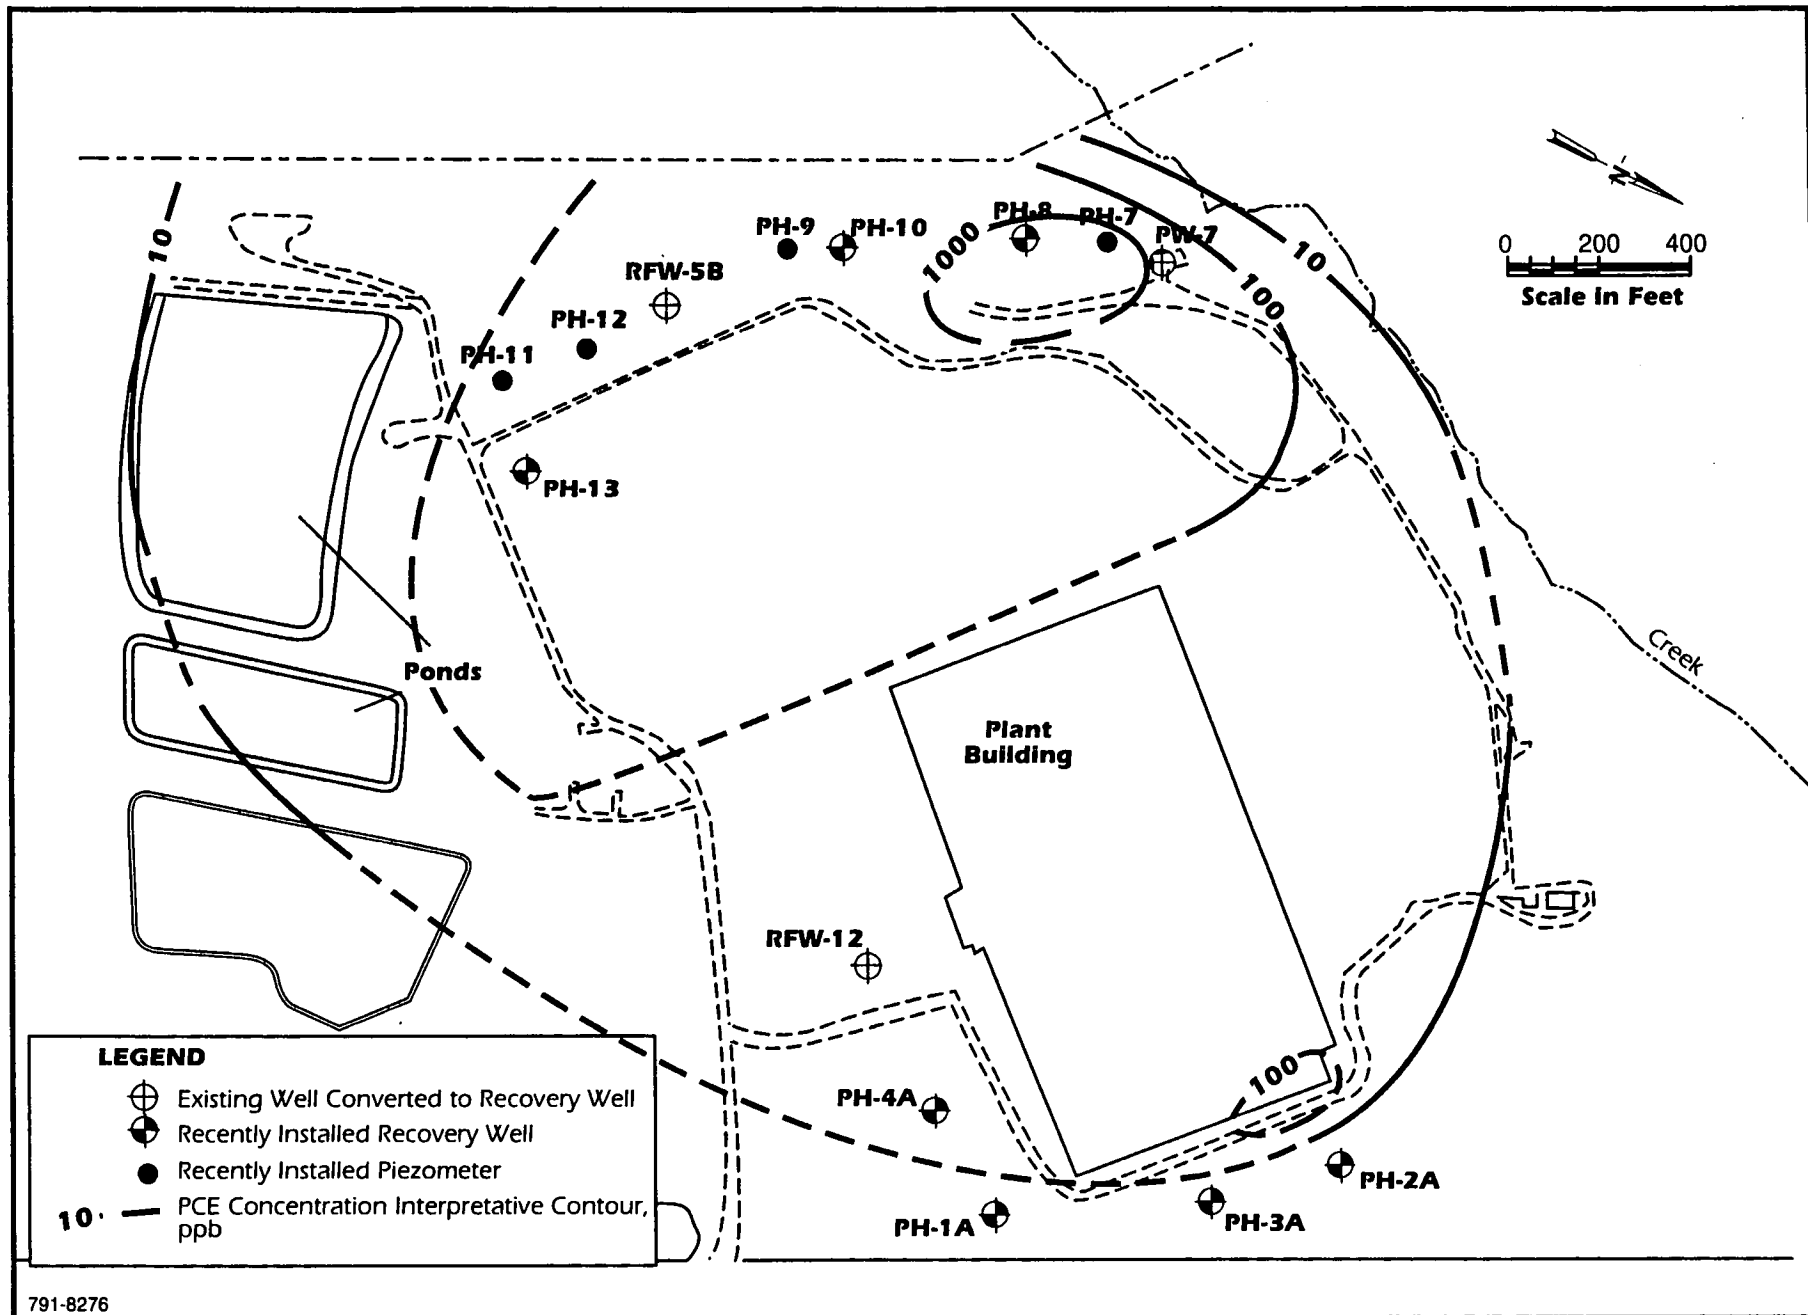 N
0 200 400
Scale in Feet
10
1000
PH-8
PH-7
PW-7
PH-9
PH-10
10
100
RFW-5B
PH-12
PH-11
PH-13
Creek
Ponds
Plant
Building
RFW-12
100
PH-4A
PH-2A
PH-1A
PH-3A
LEGEND
Existing Well Converted to Recovery Well
Recently Installed Recovery Well
Recently Installed Piezometer
10 PCE Concentration Interpretative Contour,
ppb
791-8276